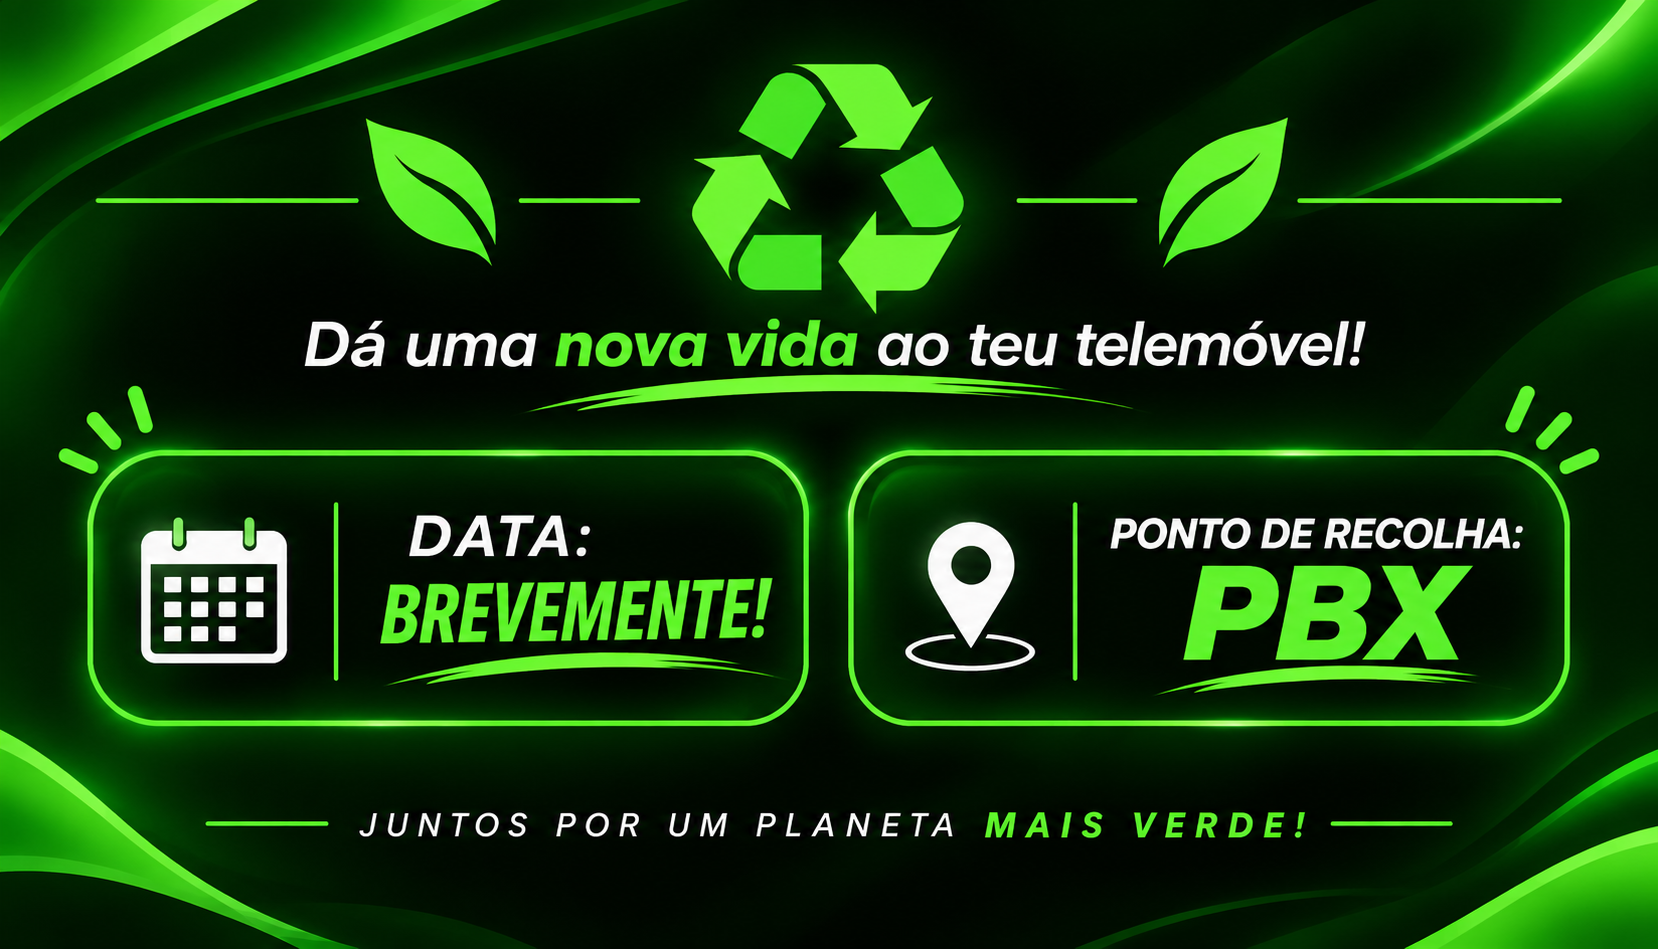 Dá uma nova vida ao teu telemóvel!
DATA:
BREVEMENTE!
PONTO DE RECOLHA:
PBX
JUNTOS POR UM PLANETA MAIS VERDE!